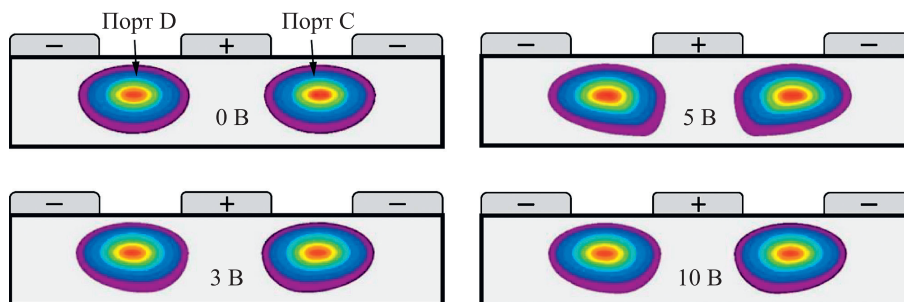 Порт D
Порт C
− + −
− + −
0 В
5 В
− + −
− + −
3 В
10 В